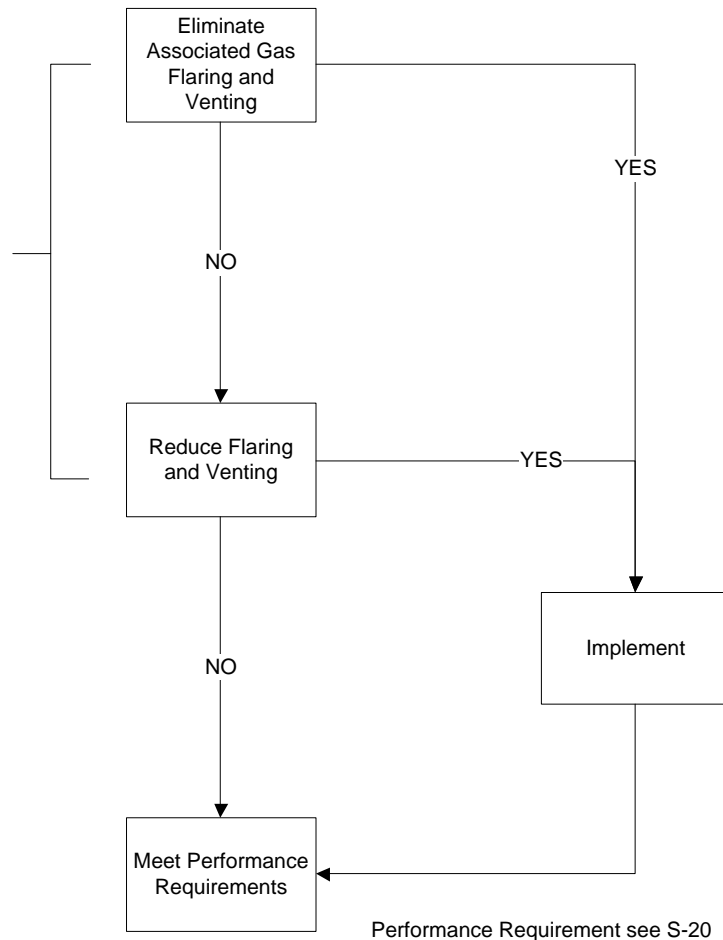 Eliminate
Associated Gas
Flaring and
Venting
YES
NO
Reduce Flaring
and Venting
YES
Implement
NO
Meet Performance
Requirements
Performance Requirement see S-20